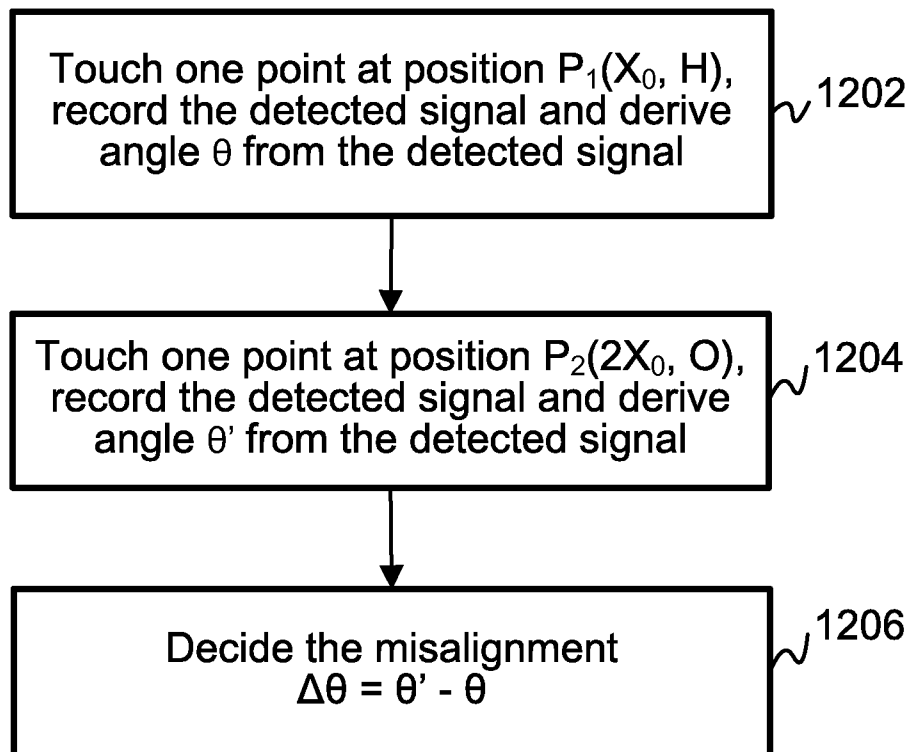 Touch one point at position P₁(X₀, H),
record the detected signal and derive
angle θ from the detected signal
1202
Touch one point at position P₂(2X₀, O),
record the detected signal and derive
angle θ’ from the detected signal
1204
Decide the misalignment
Δθ = θ’ - θ
1206